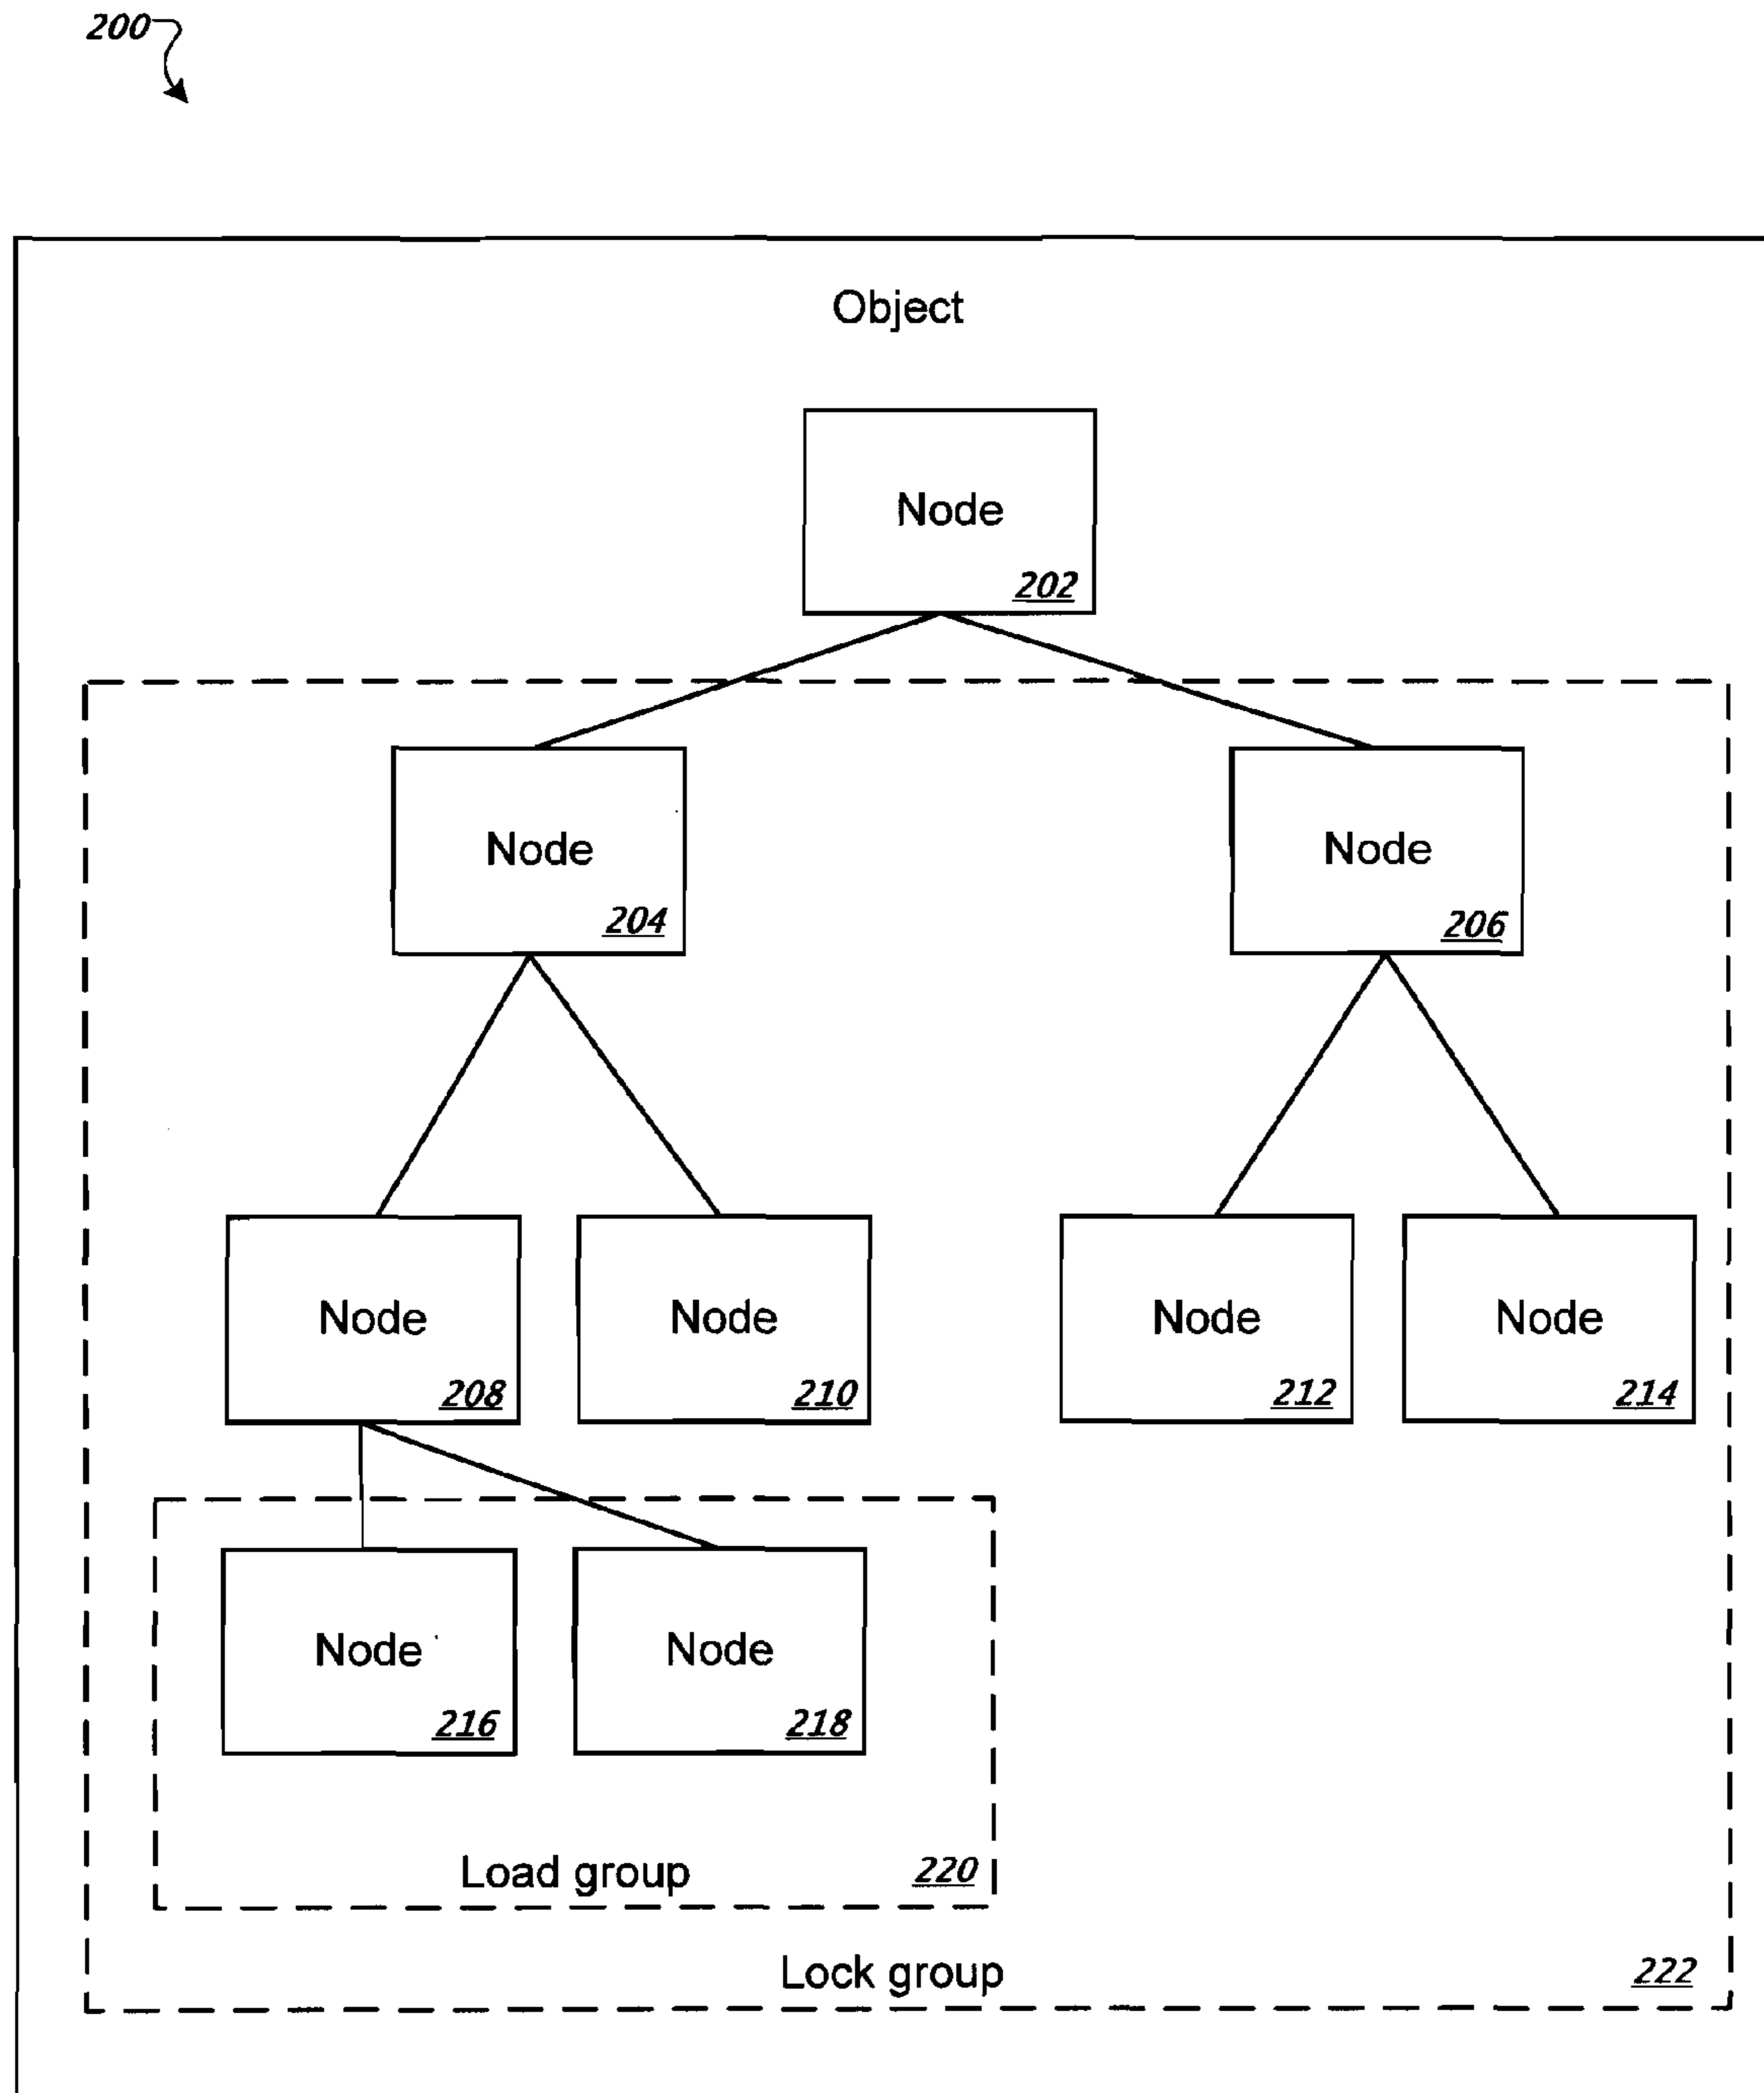 200
Object
Node
202
Node
204
Node
206
Node
208
Node
210
Node
212
Node
214
Node
216
Node
218
Load group
220
Lock group
222